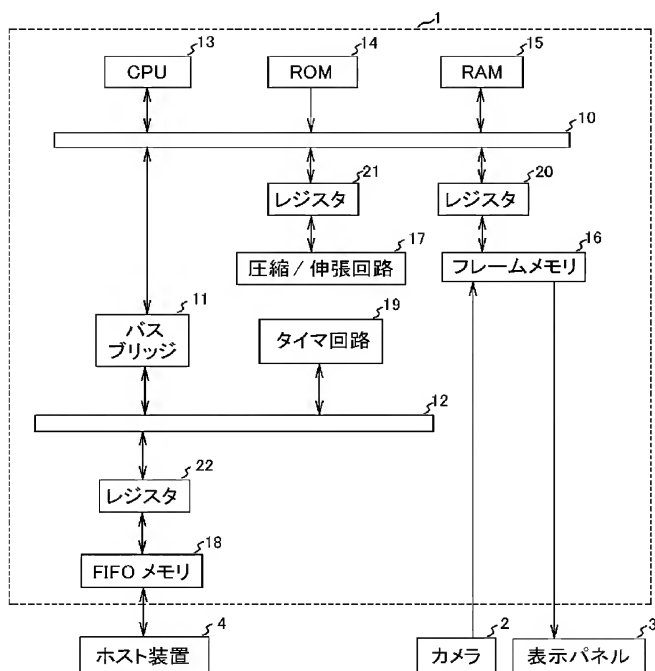 1
13
14
15
CPU
ROM
RAM
10
21
20
レジスタ
レジスタ
17
16
圧縮/伸張回路
フレームメモリ
11
19
バス
ブリッジ
タイマ回路
12
22
レジスタ
18
FIFO メモリ
4
2
3
ホスト装置
カメラ
表示パネル